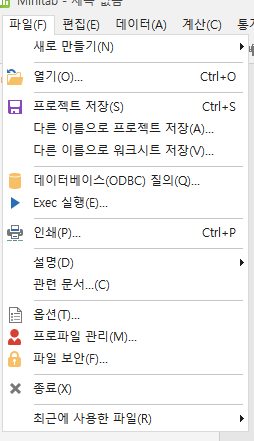 Minitab - 제목 없음
파일(F) 편집(E) 데이터(A) 계산(C)
새로 만들기(N)
열기(O)... Ctrl+O
프로젝트 저장(S) Ctrl+S
다른 이름으로 프로젝트 저장(A)...
다른 이름으로 워크시트 저장(V)...
데이터베이스(ODBC) 질의(Q)...
Exec 실행(E)...
인쇄(P)... Ctrl+P
설명(D)
관련 문서...(C)
옵션(T)...
프로파일 관리(M)...
파일 보안(F)...
종료(X)
최근에 사용한 파일(R)